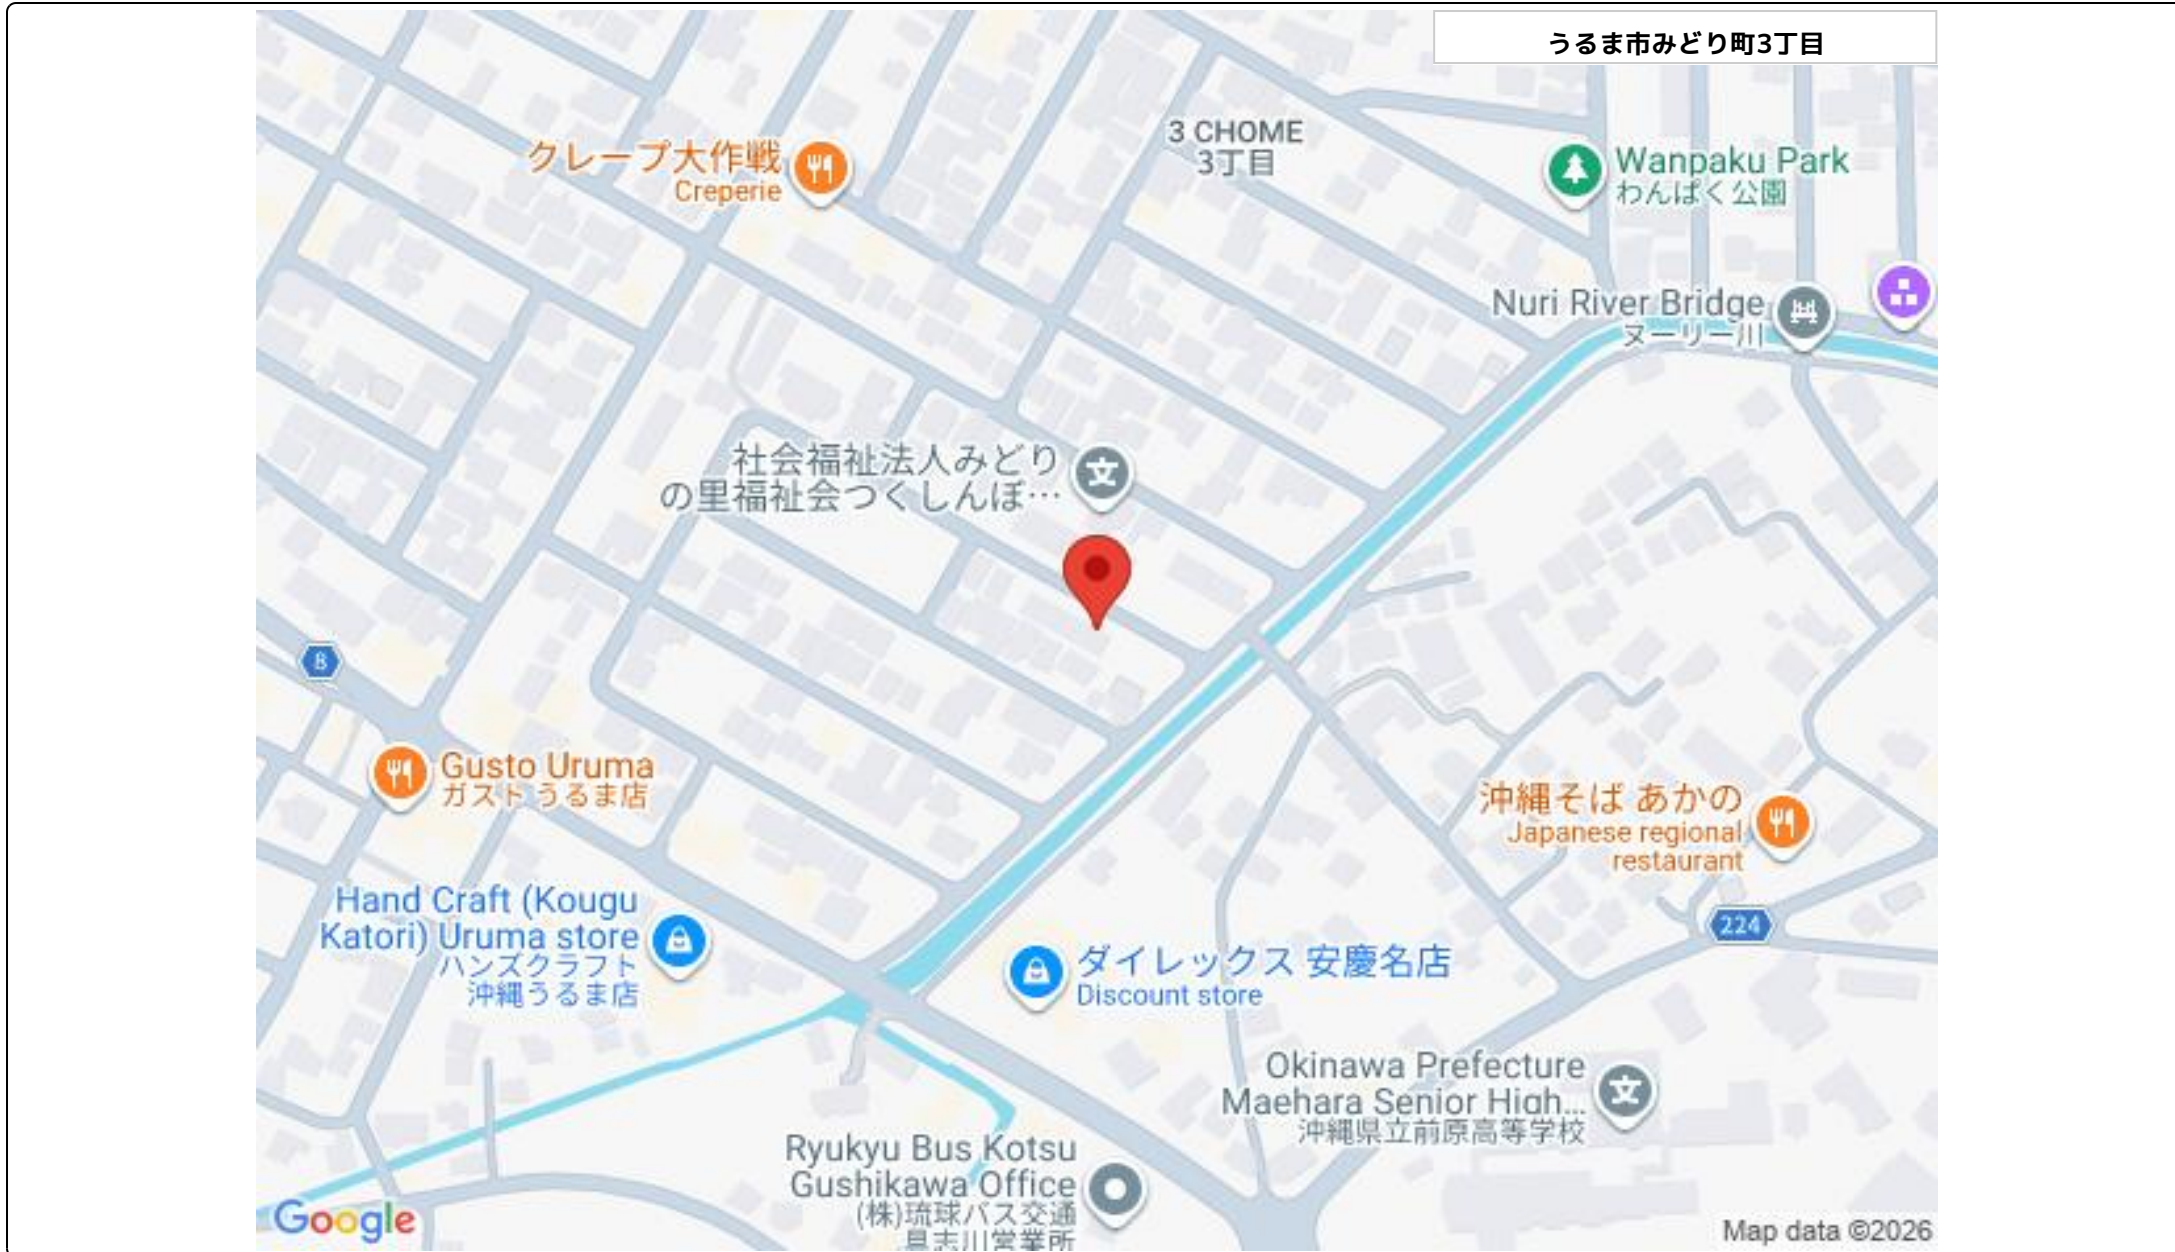 うるま市みどり町3丁目
3 CHOME
3丁目
クレープ大作戦
Creperie
Wanpaku Park
わんぱく公園
Nuri River Bridge
ヌーリー川
社会福祉法人みどり
の里福祉会つくしんぼ…
8
Gusto Uruma
ガスト うるま店
沖縄そば あかの
Japanese regional
restaurant
Hand Craft (Kougu
Katori) Uruma store
ハンズクラフト
沖縄うるま店
224
ダイレックス 安慶名店
Discount store
Okinawa Prefecture
Maehara Senior High...
沖縄県立前原高等学校
Ryukyu Bus Kotsu
Gushikawa Office
(株)琉球バス交通
具志川営業所
Google
Map data ©2026